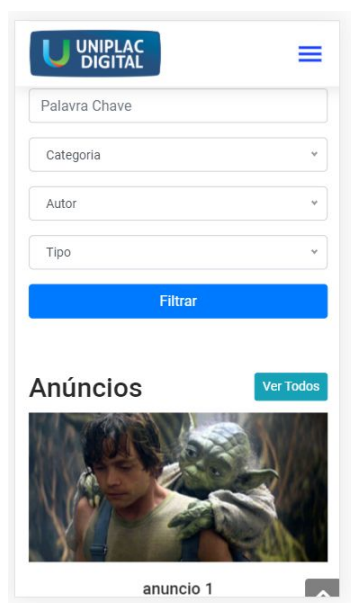 UNIPLAC
DIGITAL
Palavra Chave
Categoria
Autor
Tipo
Filtrar
Anúncios
Ver Todos
anuncio 1